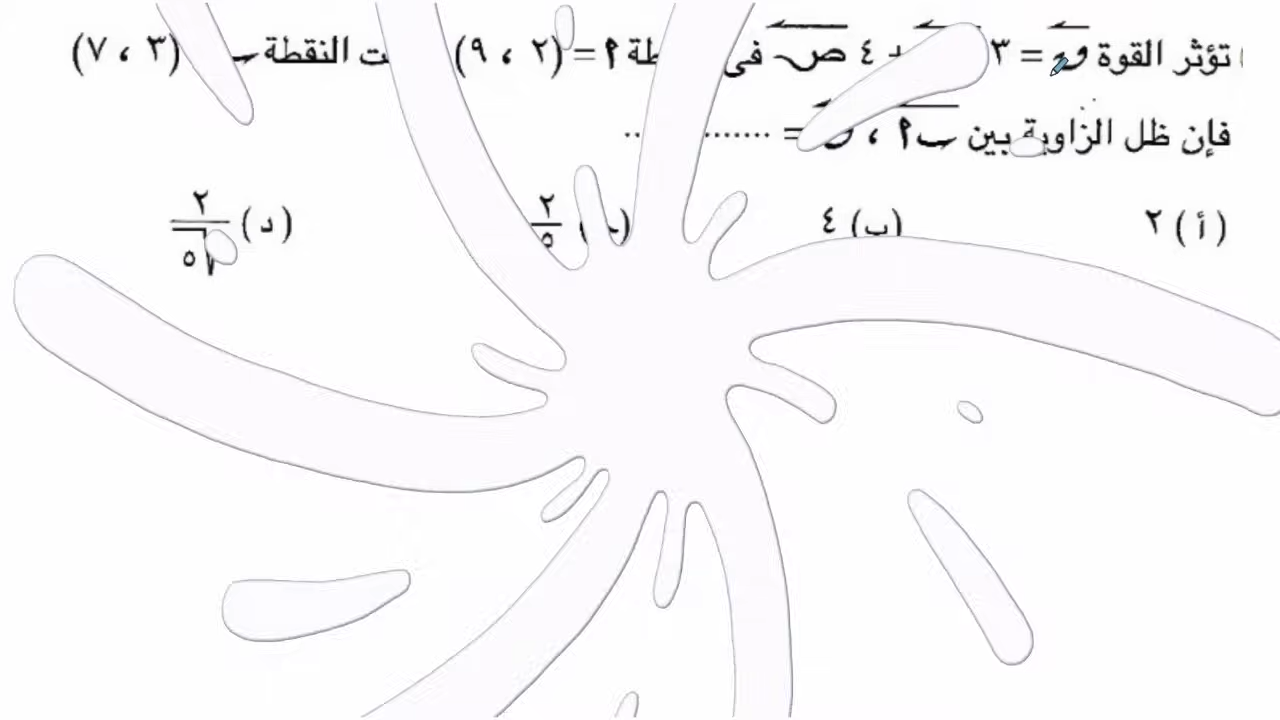 تؤثر القوة ق = ٣ ٤ ص فى أ = (٢ ، ٩) النقطة (٣ ، ٧)
فإن ظل الزاوية بين ب أ ، ق = ............
(أ) ٢ (ب) ٤ ٢/٥ (د) ٢/√٥